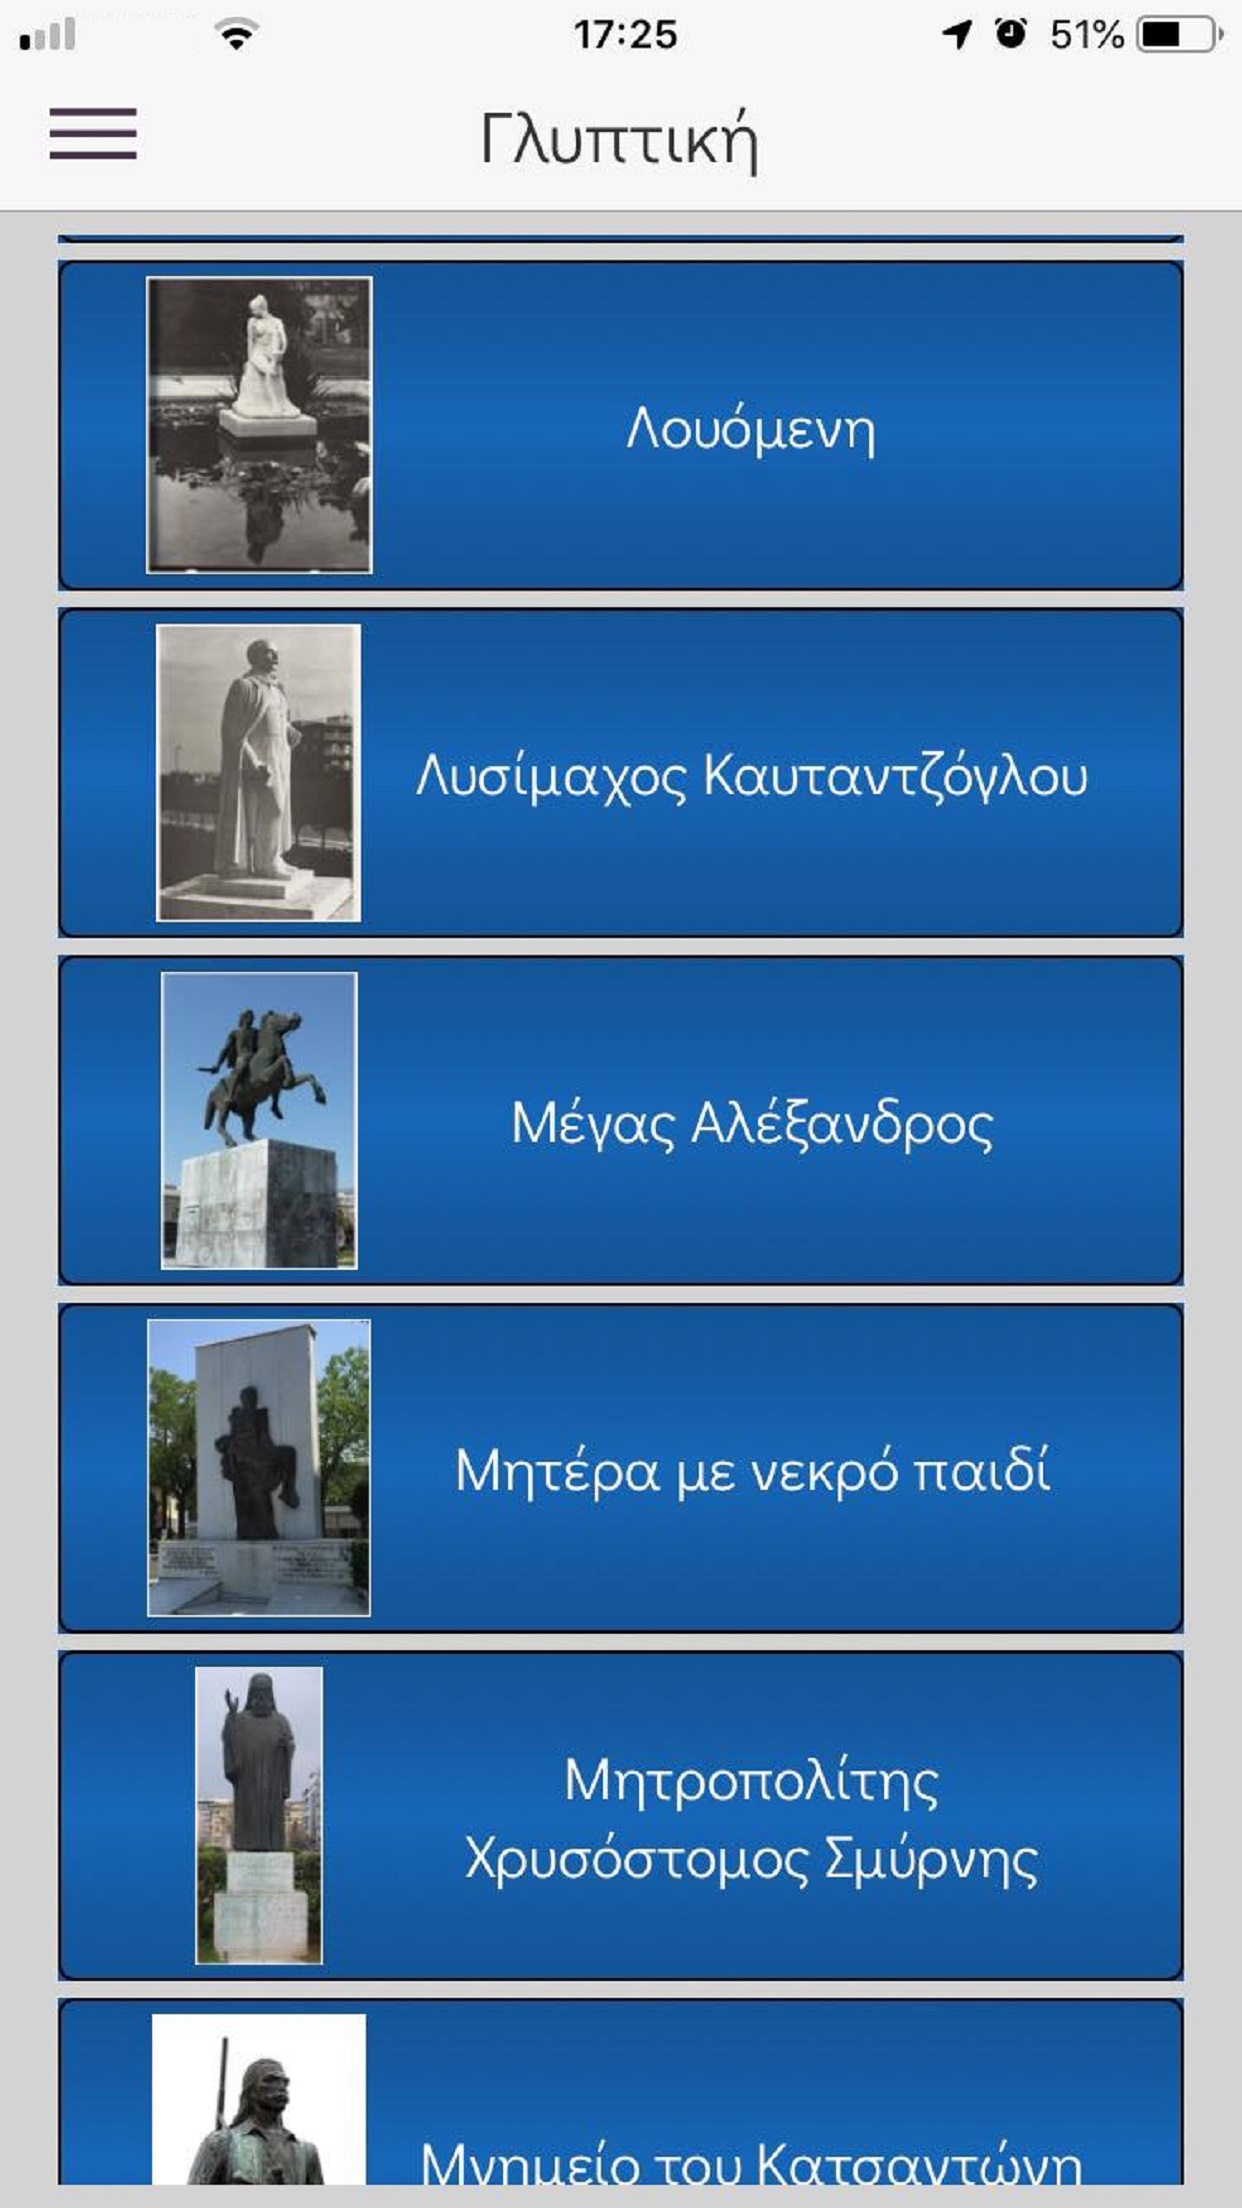 17:25
51%
Γλυπτική
Λουόμενη
Λυσίμαχος Καυταντζόγλου
Μέγας Αλέξανδρος
Μητέρα με νεκρό παιδί
Μητροπολίτης
Χρυσόστομος Σμύρνης
Μνημείο του Κατσαντώνη